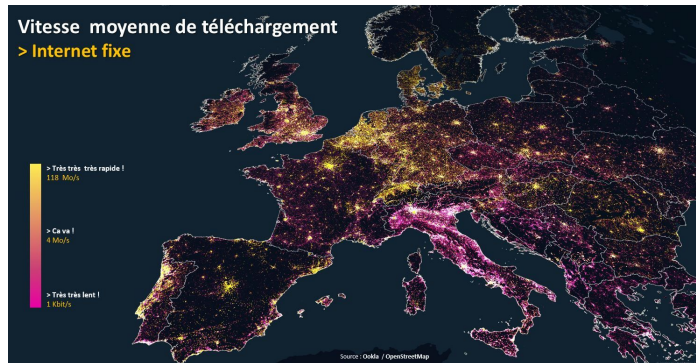 Vitesse moyenne de téléchargement
> Internet fixe
> Très très très rapide !
118 Mo/s
> Ca va !
4 Mo/s
> Très très lent !
1 Kbit/s
Source : Ookla / OpenStreetMap